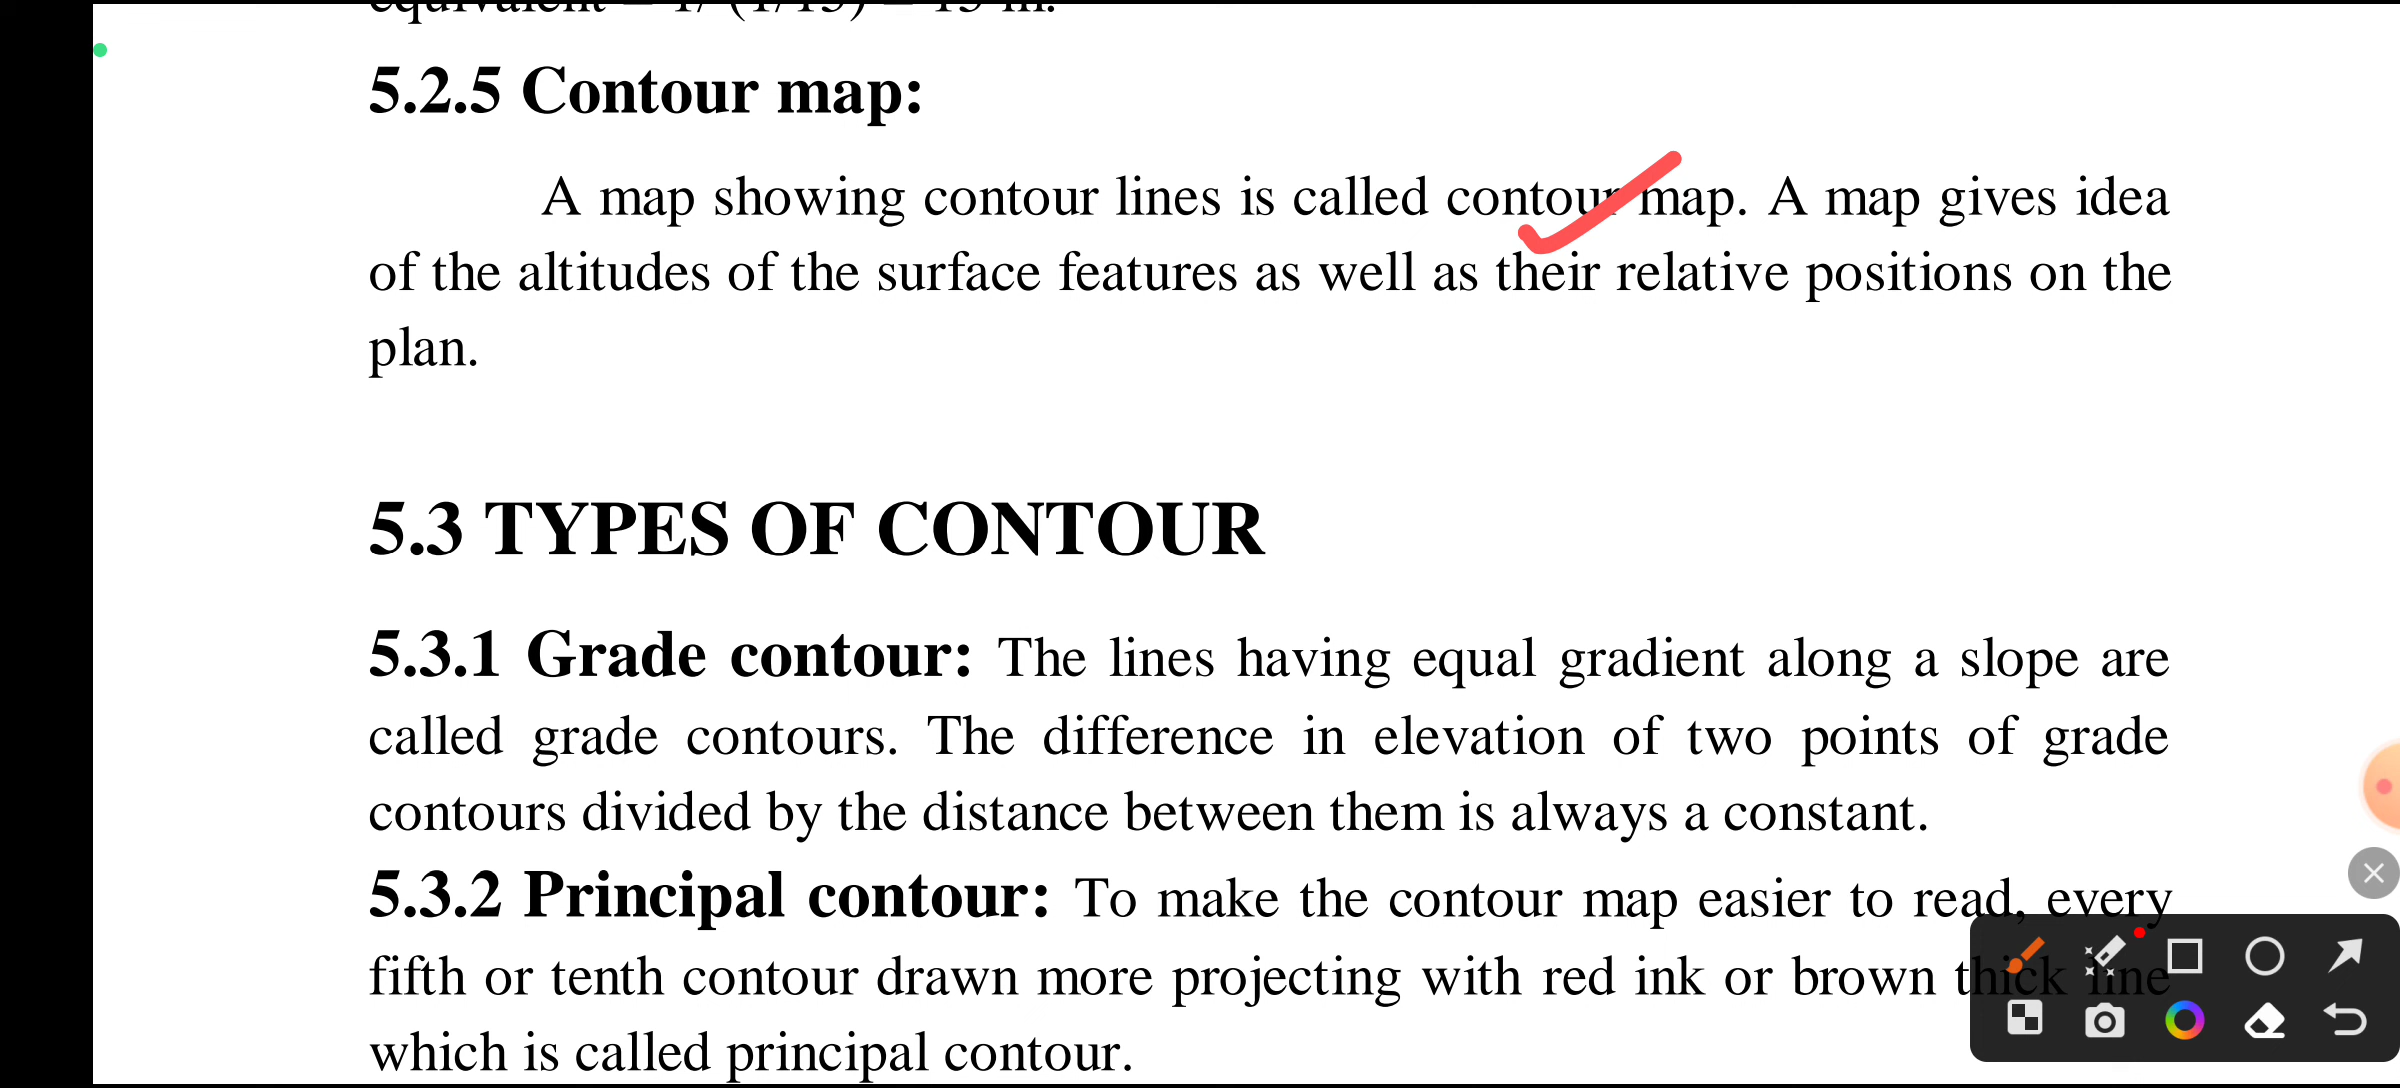 equivalent = 1/ (1/15) = 15 m.
5.2.5 Contour map:
A map showing contour lines is called contour map. A map gives idea
of the altitudes of the surface features as well as their relative positions on the
plan.
5.3 TYPES OF CONTOUR
5.3.1 Grade contour: The lines having equal gradient along a slope are
called grade contours. The difference in elevation of two points of grade
contours divided by the distance between them is always a constant.
5.3.2 Principal contour: To make the contour map easier to read, every
fifth or tenth contour drawn more projecting with red ink or brown thick line
which is called principal contour.